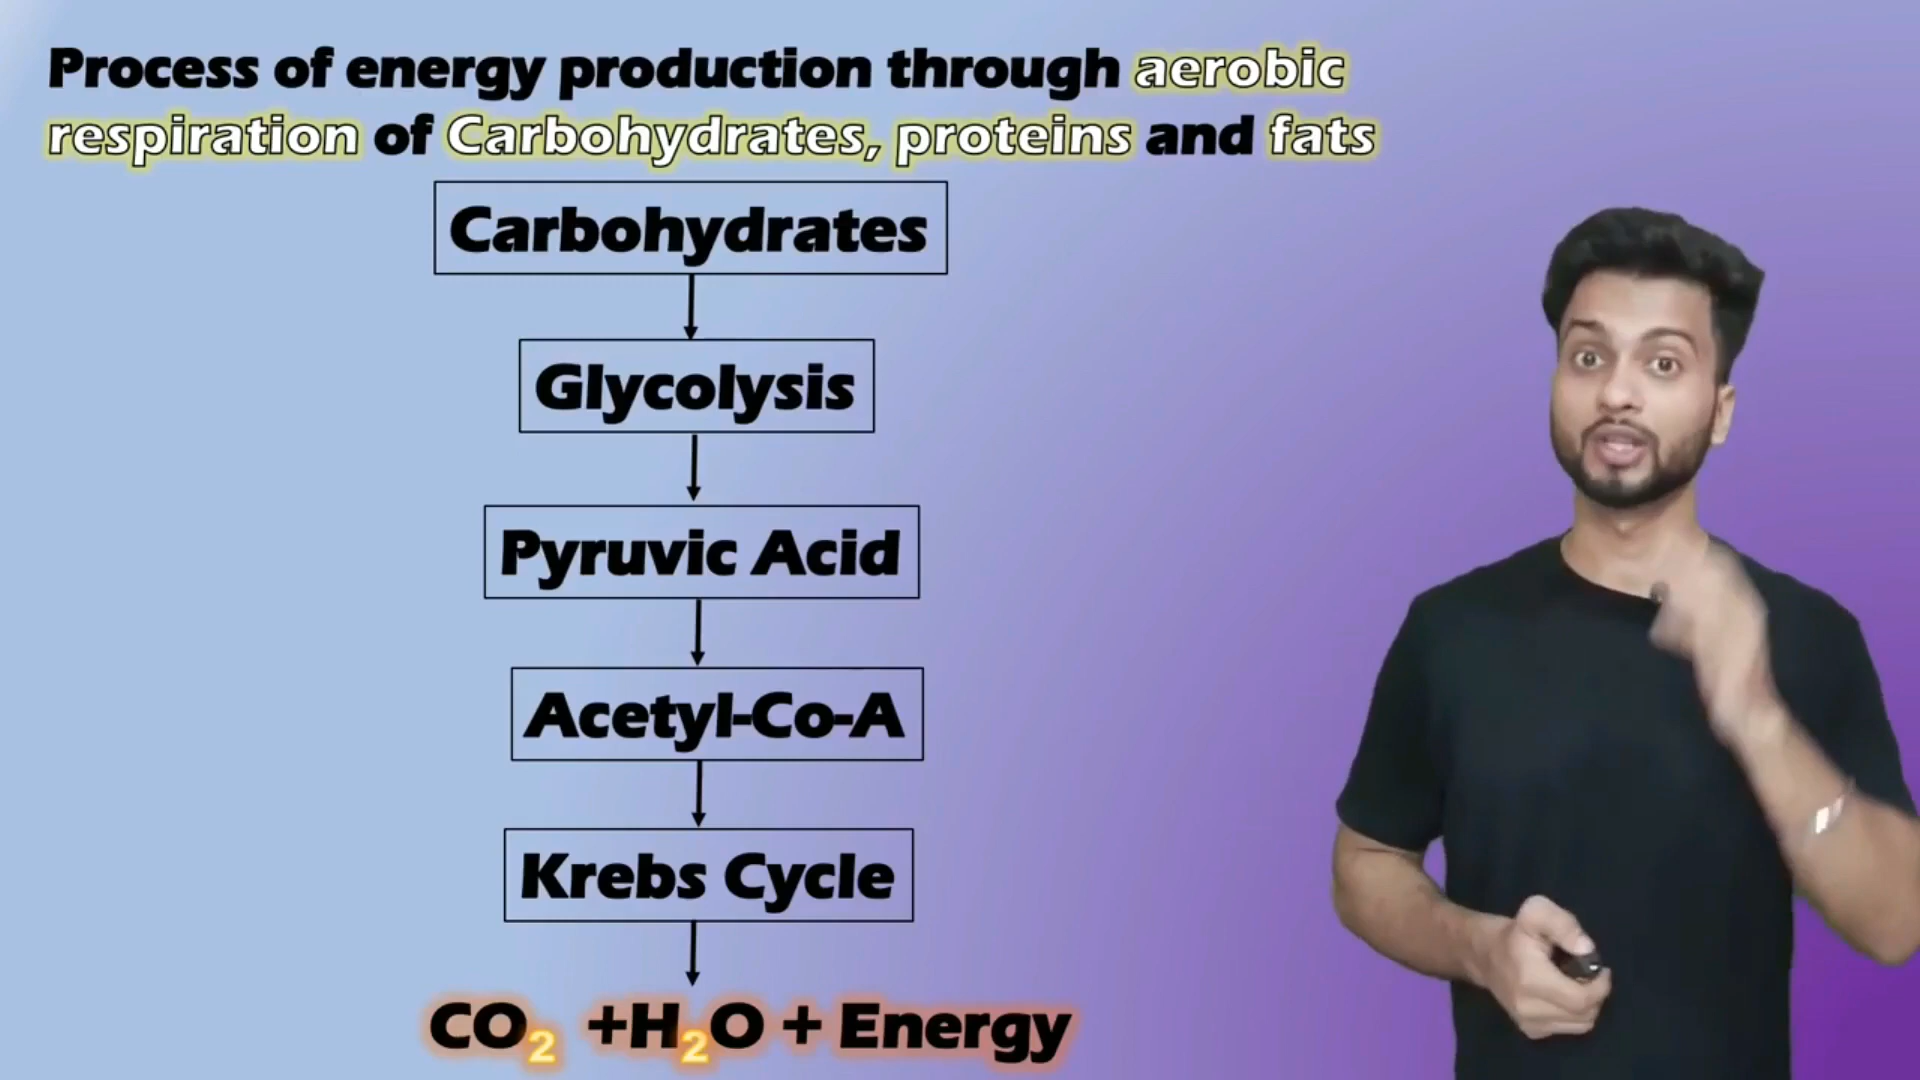 Process of energy production through aerobic
respiration of Carbohydrates, proteins and fats
Carbohydrates
Glycolysis
Pyruvic Acid
Acetyl-Co-A
Krebs Cycle
CO₂ +H₂O + Energy